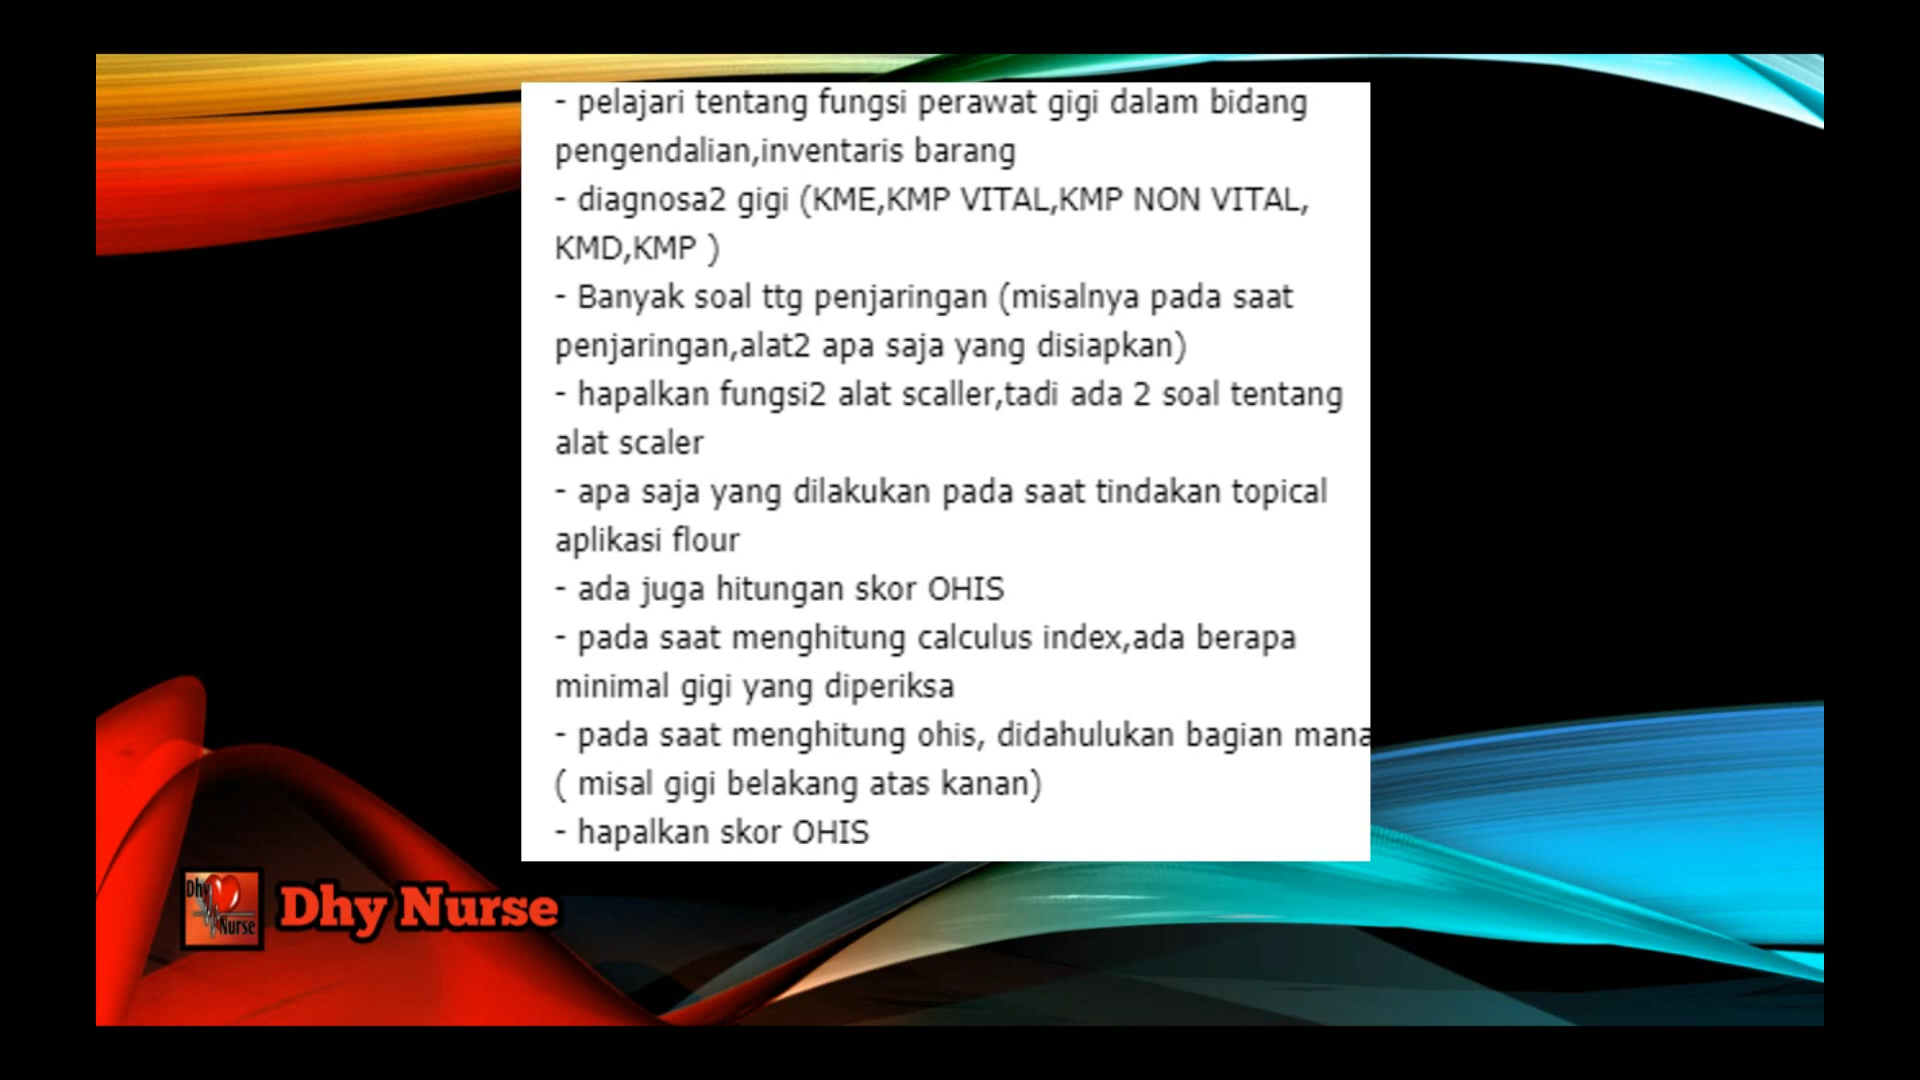 - pelajari tentang fungsi perawat gigi dalam bidang
pengendalian,inventaris barang
- diagnosa2 gigi (KME,KMP VITAL,KMP NON VITAL,
KMD,KMP )
- Banyak soal ttg penjaringan (misalnya pada saat
penjaringan,alat2 apa saja yang disiapkan)
- hapalkan fungsi2 alat scaller,tadi ada 2 soal tentang
alat scaler
- apa saja yang dilakukan pada saat tindakan topical
aplikasi flour
- ada juga hitungan skor OHIS
- pada saat menghitung calculus index,ada berapa
minimal gigi yang diperiksa
- pada saat menghitung ohis, didahulukan bagian mana
( misal gigi belakang atas kanan)
- hapalkan skor OHIS
Dhy
Nurse
Dhy Nurse